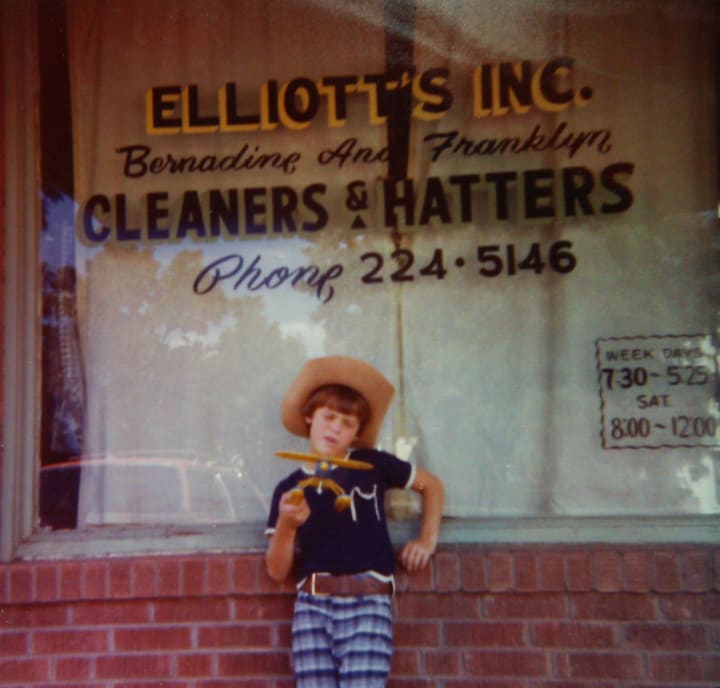 ELLIOTT'S INC.
Bernadine And Franklyn
CLEANERS & HATTERS
Phone 224·5146
WEEK DAYS
7:30~5:25
SAT.
8:00~12:00